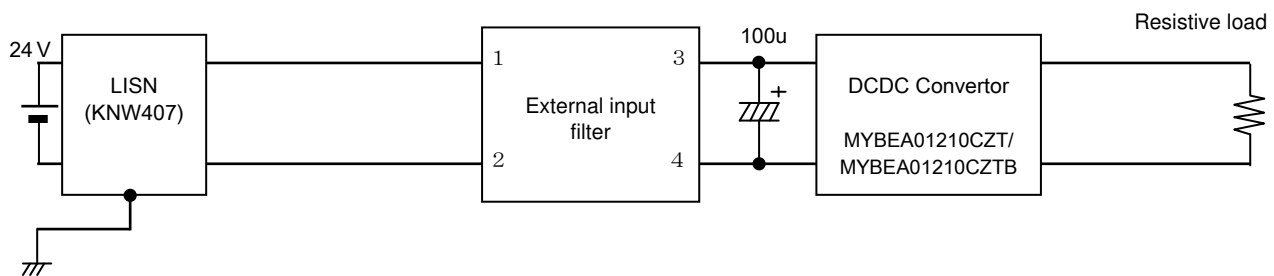 Resistive load
24 V
LISN
(KNW407)
1
2
External input
filter
3
4
100u
+
DCDC Convertor
MYBEA01210CZT/
MYBEA01210CZTB